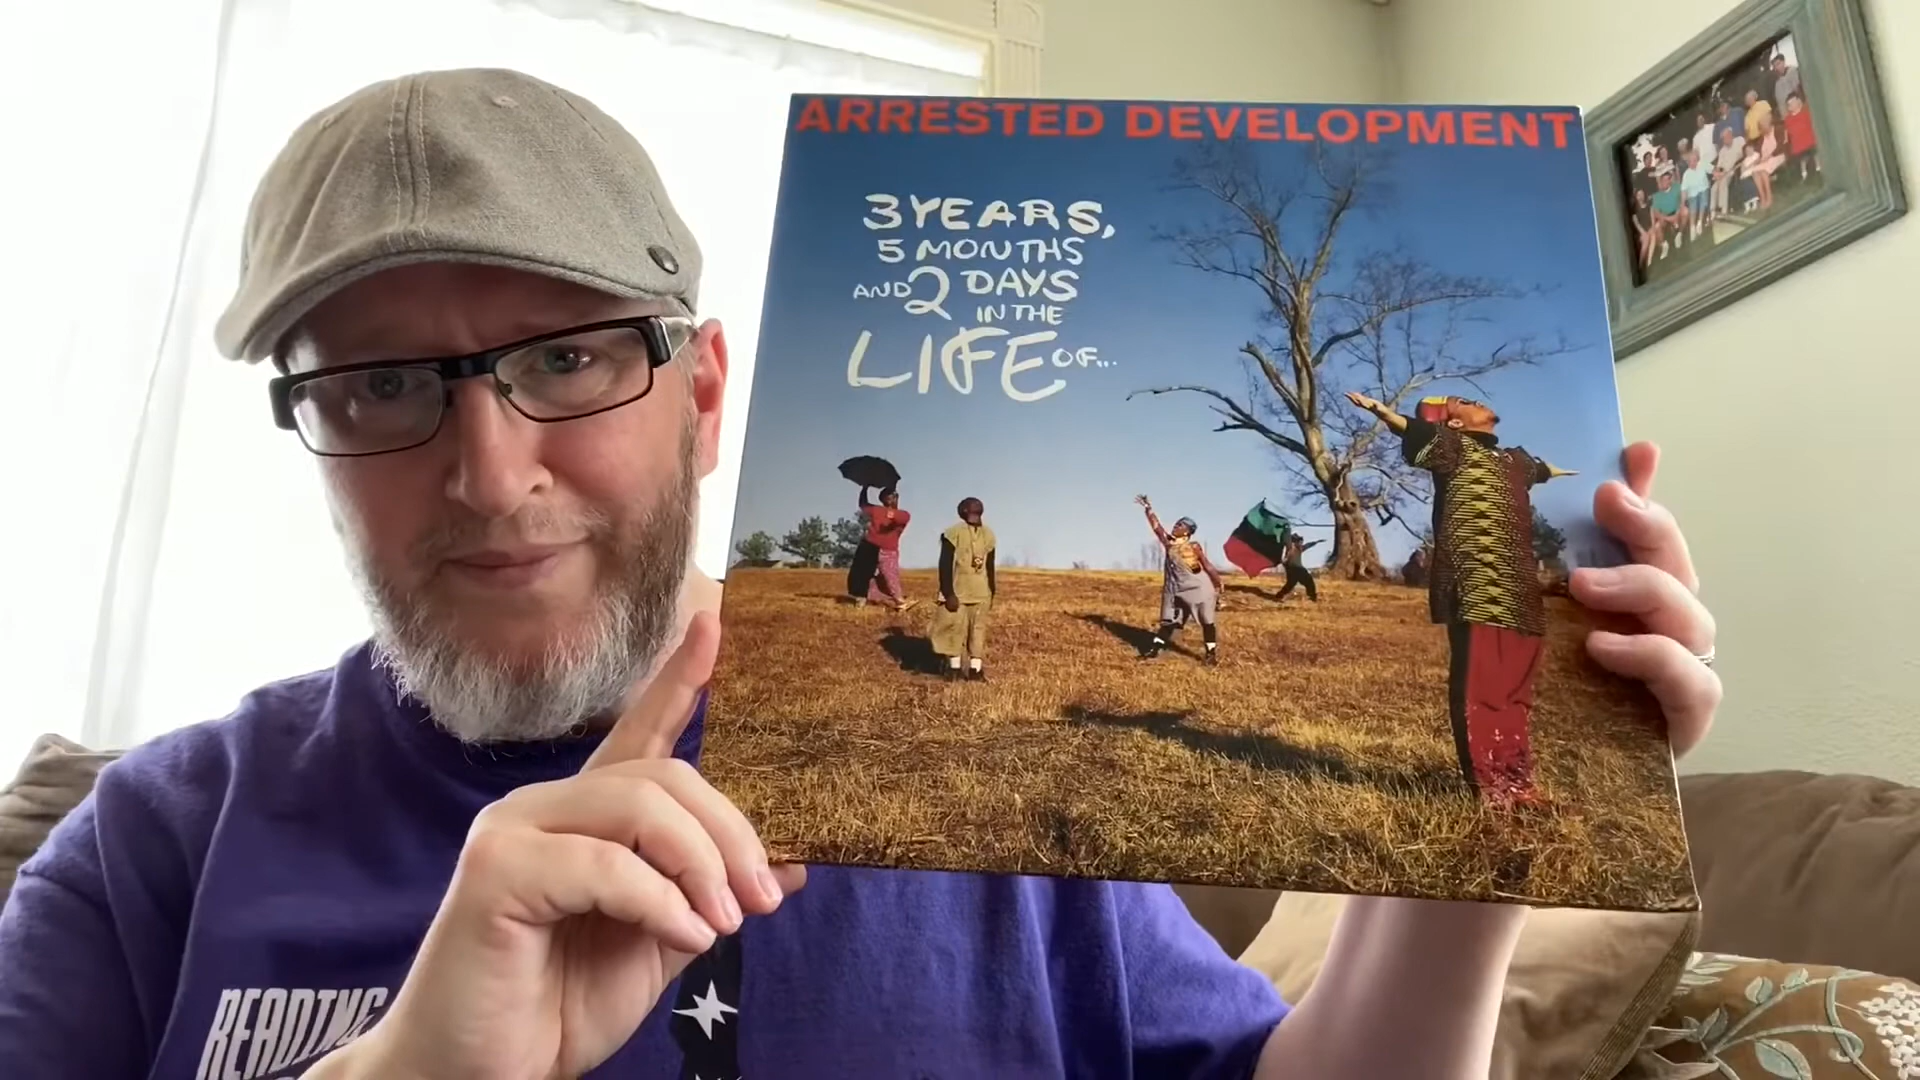 ARRESTED DEVELOPMENT
3 YEARS,
5 MONTHS
AND 2 DAYS
IN THE
LIFE OF...
READING